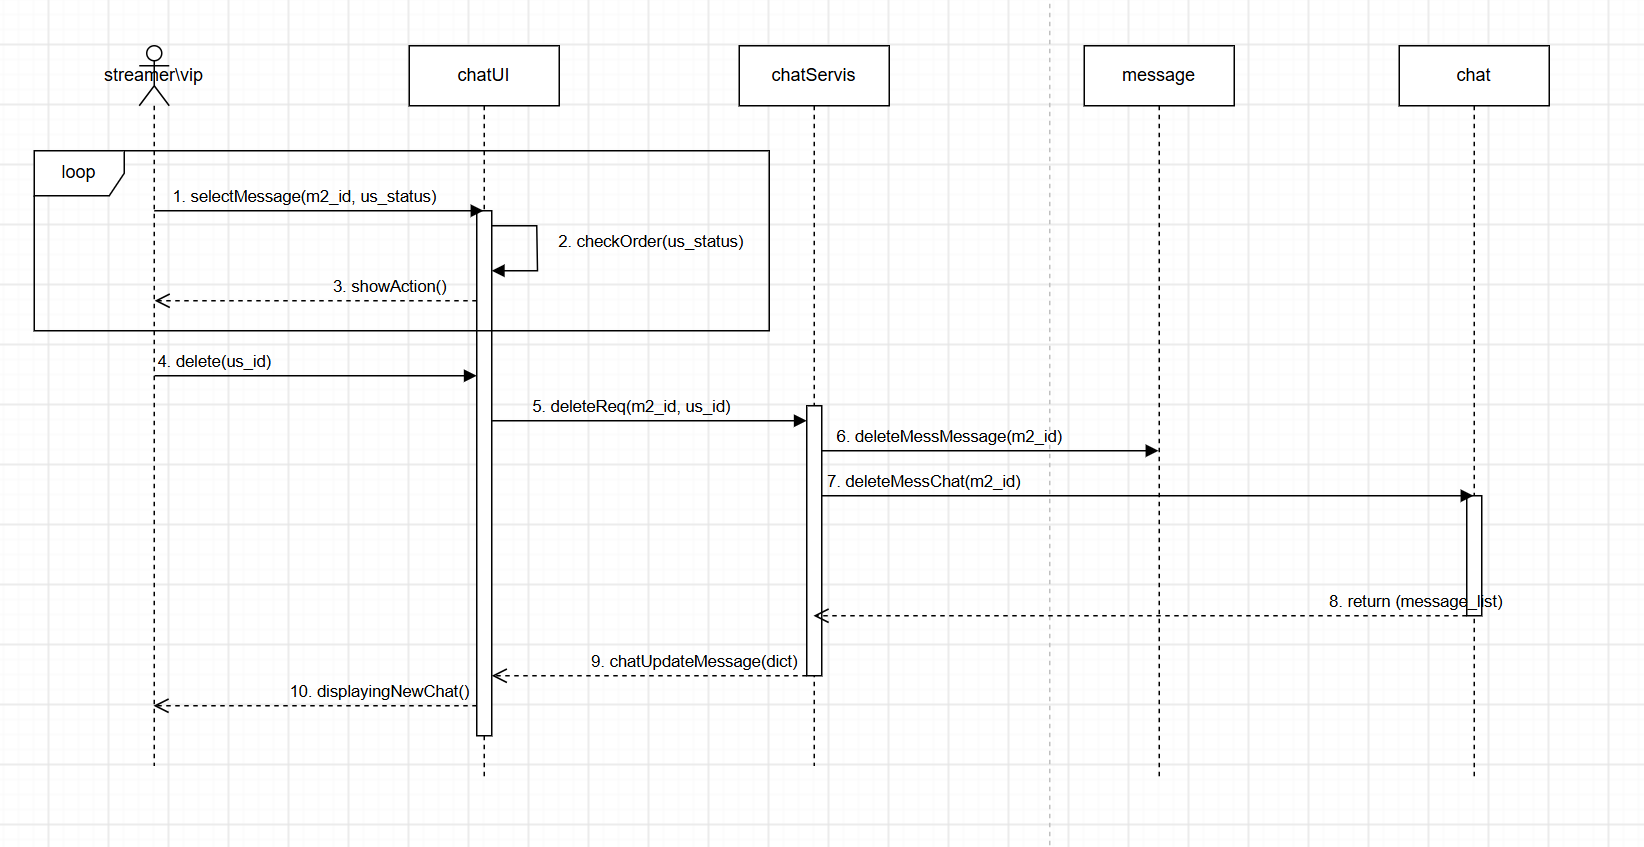 streamer\vip
chatUI
chatServis
message
chat
loop
1. selectMessage(m2_id, us_status)
2. checkOrder(us_status)
3. showAction()
4. delete(us_id)
5. deleteReq(m2_id, us_id)
6. deleteMessMessage(m2_id)
7. deleteMessChat(m2_id)
8. return (message_list)
9. chatUpdateMessage(dict)
10. displayingNewChat()